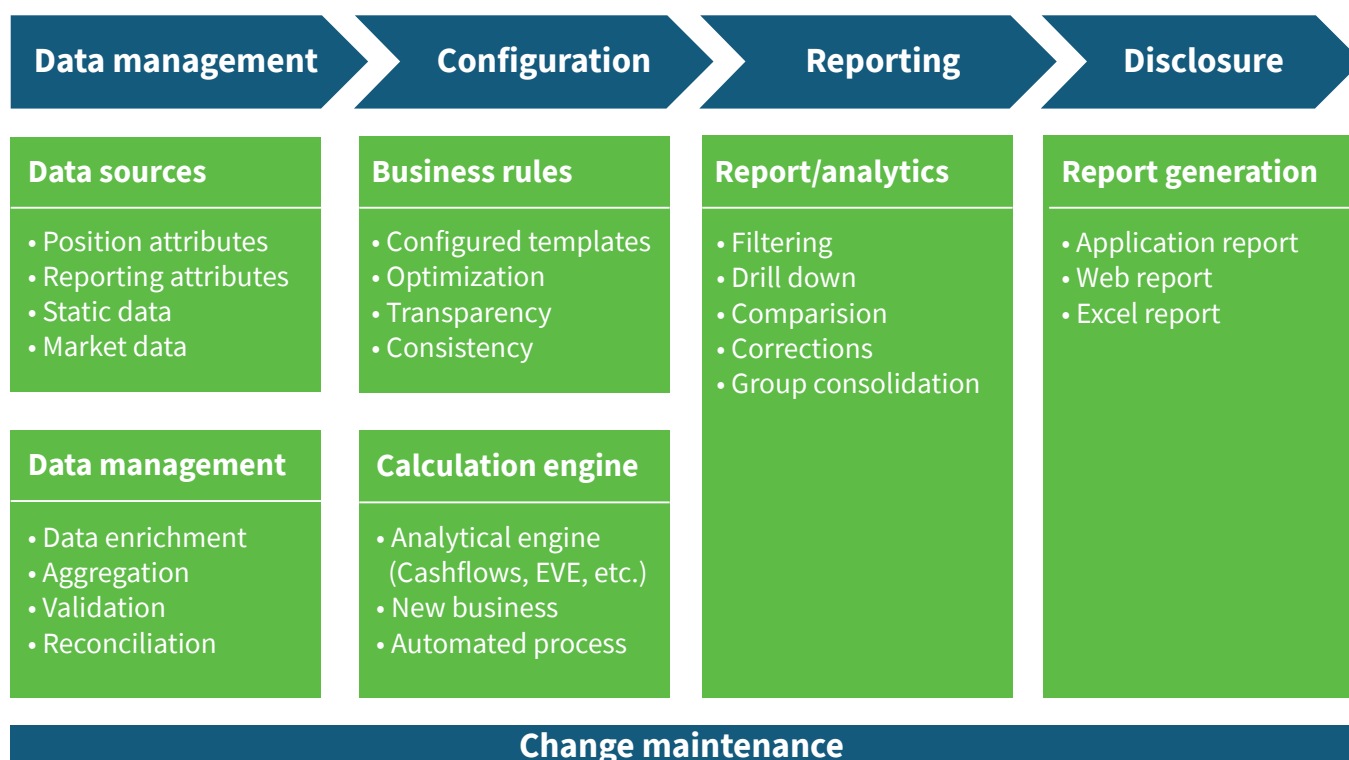 Data management
Configuration
Reporting
Disclosure
Data sources
• Position attributes
• Reporting attributes
• Static data
• Market data
Data management
• Data enrichment
• Aggregation
• Validation
• Reconciliation
Business rules
• Configured templates
• Optimization
• Transparency
• Consistency
Calculation engine
• Analytical engine
(Cashflows, EVE, etc.)
• New business
• Automated process
Report/analytics
• Filtering
• Drill down
• Comparision
• Corrections
• Group consolidation
Report generation
• Application report
• Web report
• Excel report
Change maintenance